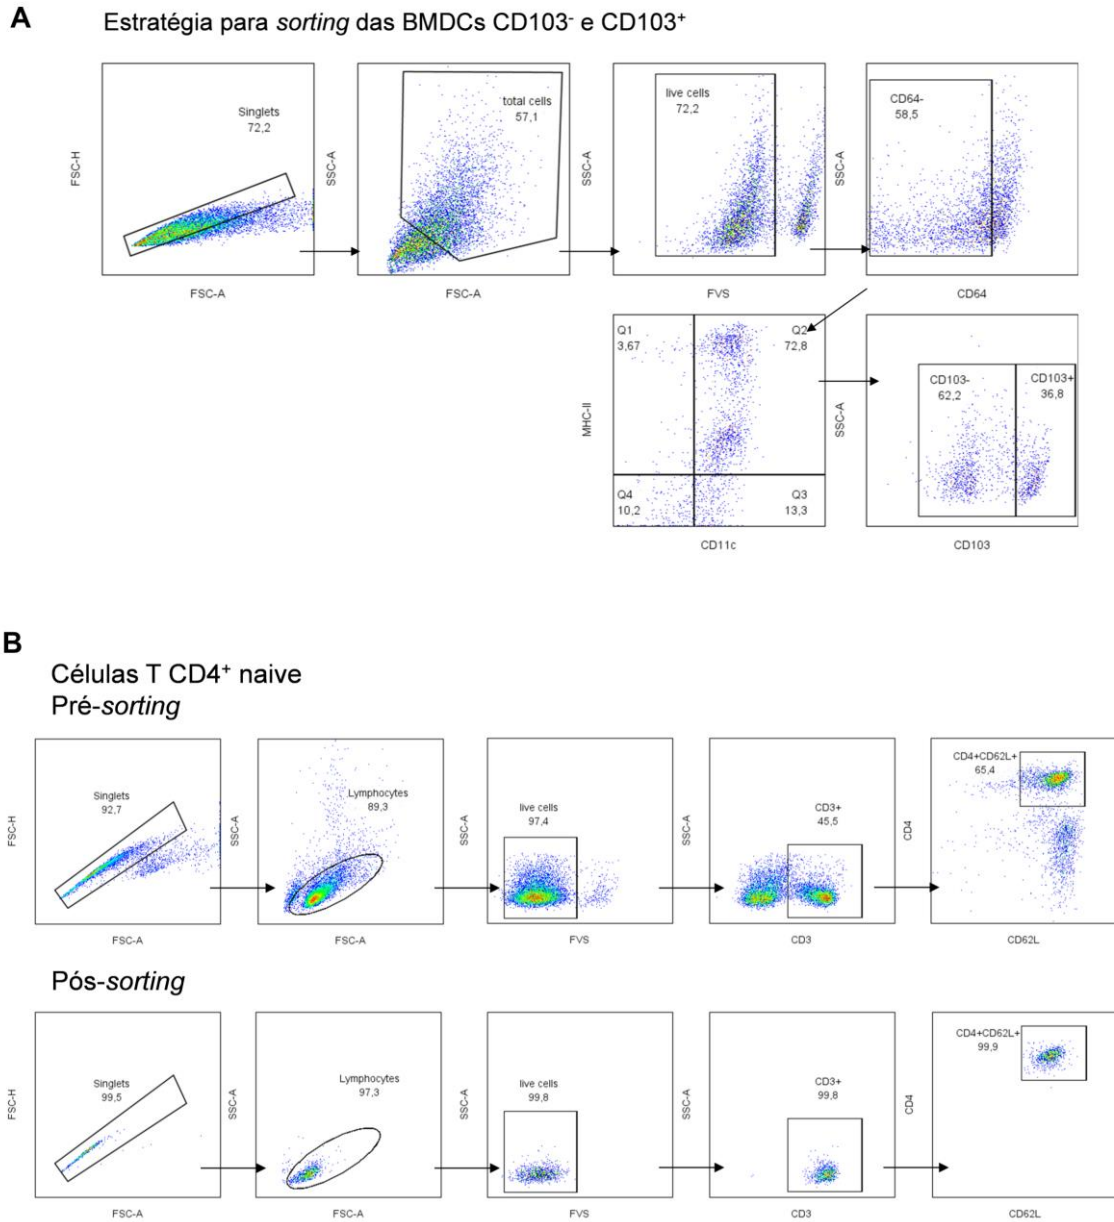 A
Estratégia para sorting das BMDCs CD103⁻ e CD103⁺
Singlets
72,2
FSC-H
FSC-A
total cells
57,1
SSC-A
FSC-A
live cells
72,2
SSC-A
FVS
CD64-
58,5
SSC-A
CD64
Q1
3,67
Q2
72,8
Q4
10,2
Q3
13,3
MHC-II
CD11c
CD103-
62,2
CD103+
36,8
SSC-A
CD103
B
Células T CD4⁺ naive
Pré-sorting
Singlets
92,7
FSC-H
FSC-A
Lymphocytes
89,3
SSC-A
FSC-A
live cells
97,4
SSC-A
FVS
CD3+
45,5
SSC-A
CD3
CD4+CD62L+
65,4
CD4
CD62L
Pós-sorting
Singlets
99,5
FSC-H
FSC-A
Lymphocytes
97,3
SSC-A
FSC-A
live cells
99,8
SSC-A
FVS
CD3+
99,8
SSC-A
CD3
CD4+CD62L+
99,9
CD4
CD62L